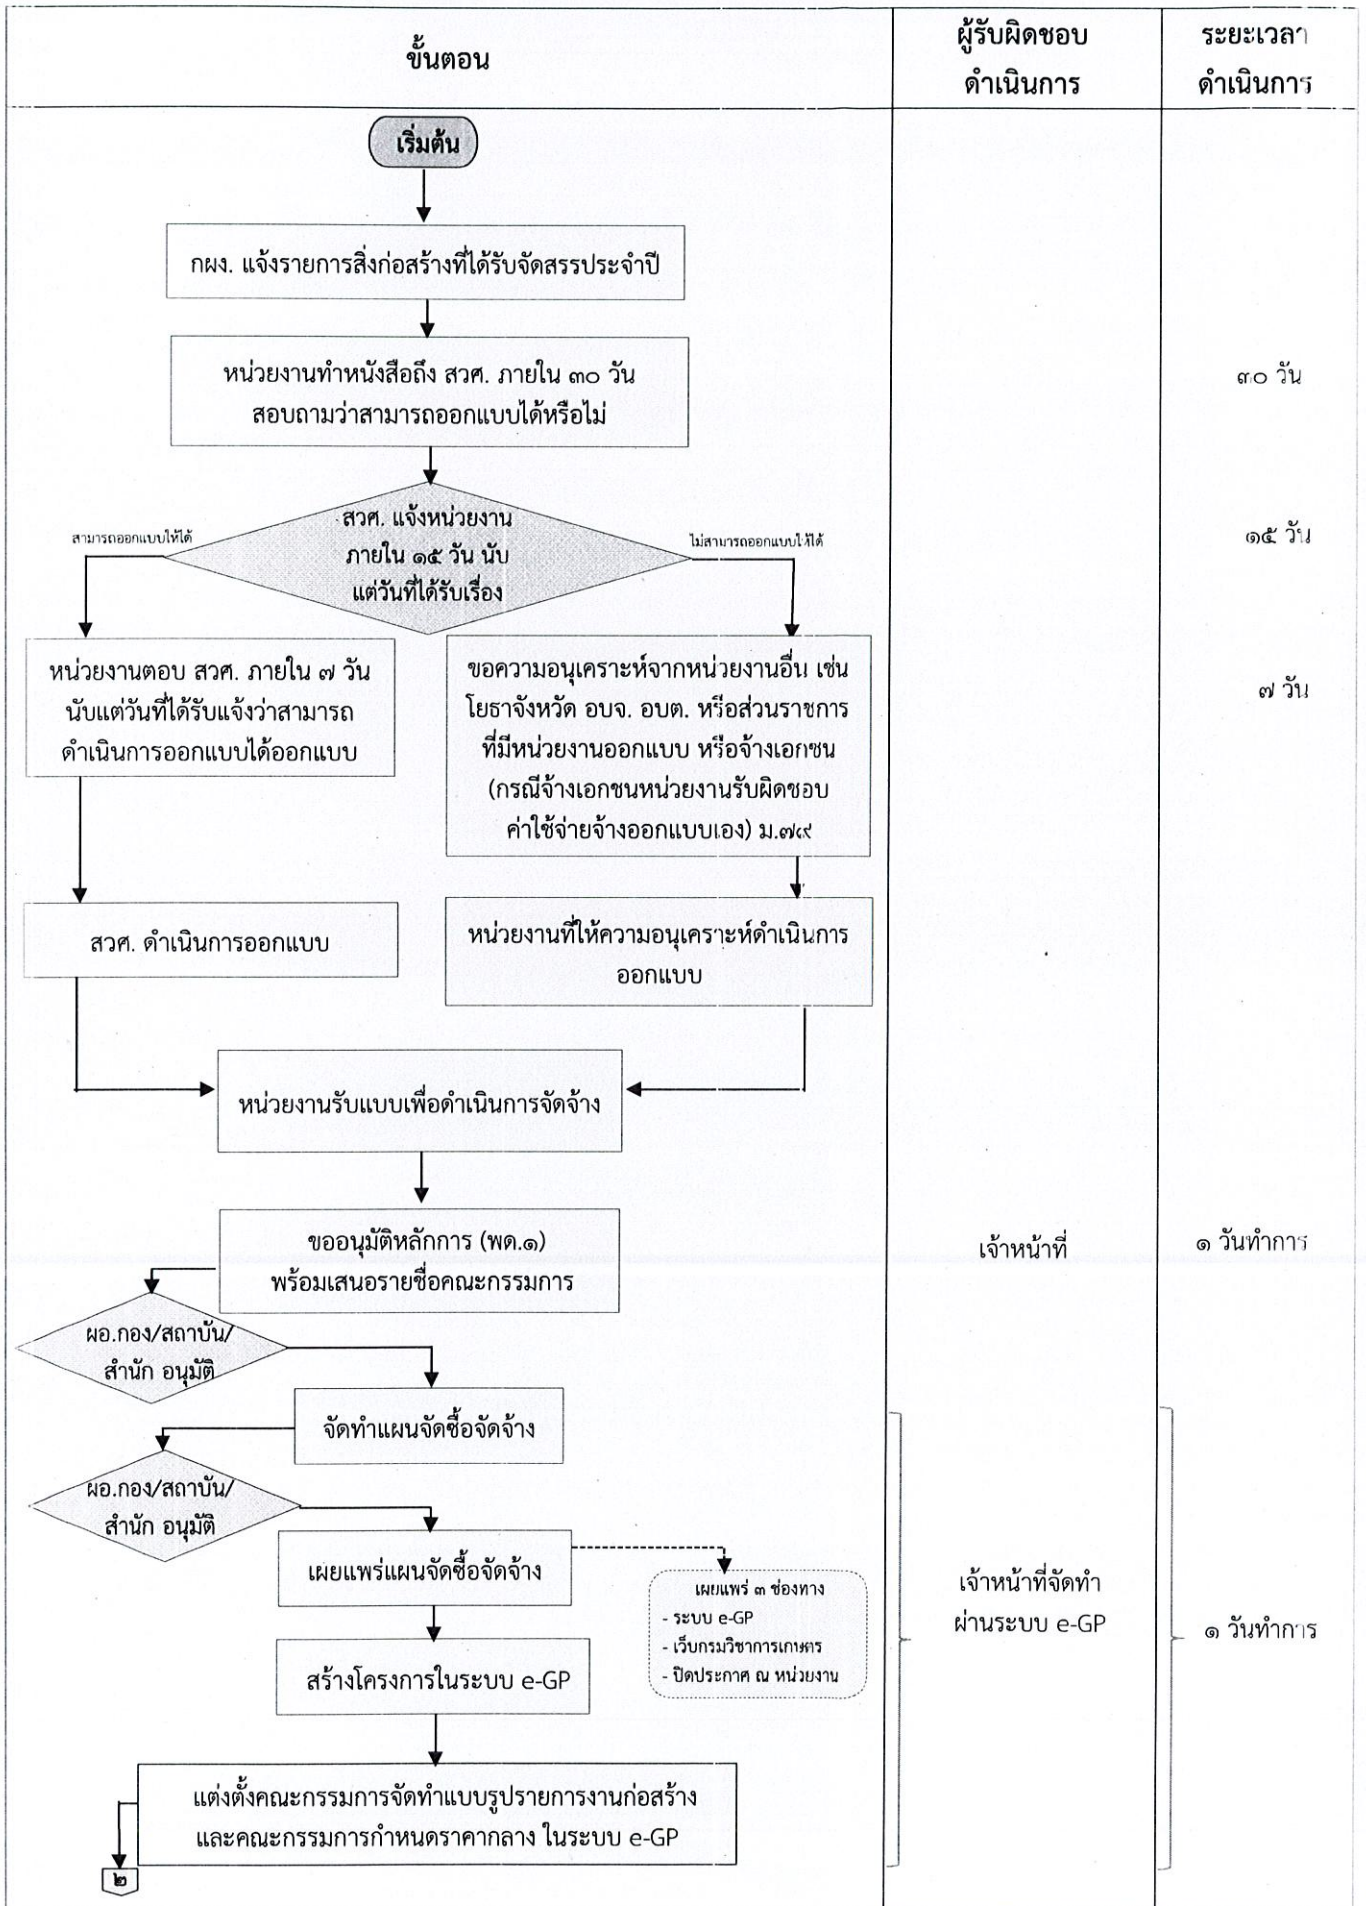 ขั้นตอน
ผู้รับผิดชอบ
ดำเนินการ
ระยะเวลา
ดำเนินการ
เริ่มต้น
กผง. แจ้งรายการสิ่งก่อสร้างที่ได้รับจัดสรรประจำปี
หน่วยงานทำหนังสือถึง สวศ. ภายใน ๓๐ วัน
สอบถามว่าสามารถออกแบบได้หรือไม่
๓๐ วัน
สวศ. แจ้งหน่วยงาน
ภายใน ๑๕ วัน นับ
แต่วันที่ได้รับเรื่อง
สามารถออกแบบให้ได้
ไม่สามารถออกแบบให้ได้
๑๕ วัน
หน่วยงานตอบ สวศ. ภายใน ๗ วัน
นับแต่วันที่ได้รับแจ้งว่าสามารถ
ดำเนินการออกแบบได้ออกแบบ
ขอความอนุเคราะห์จากหน่วยงานอื่น เช่น
โยธาจังหวัด อบจ. อบต. หรือส่วนราชการ
ที่มีหน่วยงานออกแบบ หรือจ้างเอกชน
(กรณีจ้างเอกชนหน่วยงานรับผิดชอบ
ค่าใช้จ่ายจ้างออกแบบเอง) ม.๗๙
๗ วัน
สวศ. ดำเนินการออกแบบ
หน่วยงานที่ให้ความอนุเคราะห์ดำเนินการ
ออกแบบ
หน่วยงานรับแบบเพื่อดำเนินการจัดจ้าง
ขออนุมัติหลักการ (พด.๑)
พร้อมเสนอรายชื่อคณะกรรมการ
เจ้าหน้าที่
๑ วันทำการ
ผอ.กอง/สถาบัน/
สำนัก อนุมัติ
จัดทำแผนจัดซื้อจัดจ้าง
ผอ.กอง/สถาบัน/
สำนัก อนุมัติ
เผยแพร่แผนจัดซื้อจัดจ้าง
เผยแพร่ ๓ ช่องทาง
- ระบบ e-GP
- เว็บกรมวิชาการเกษตร
- ปิดประกาศ ณ หน่วยงาน
เจ้าหน้าที่จัดทำ
ผ่านระบบ e-GP
๑ วันทำการ
สร้างโครงการในระบบ e-GP
แต่งตั้งคณะกรรมการจัดทำแบบรูปรายการงานก่อสร้าง
และคณะกรรมการกำหนดราคากลาง ในระบบ e-GP
๒